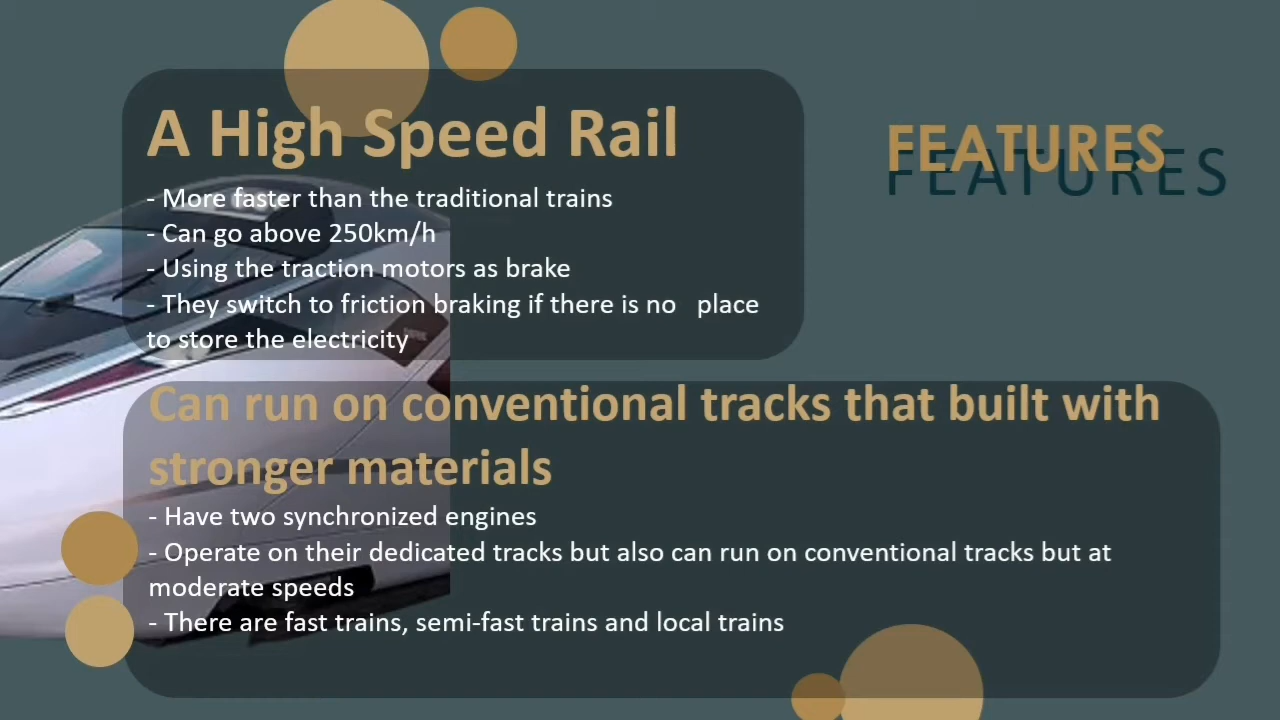 FEATURES
FEATURES
A High Speed Rail
- More faster than the traditional trains
- Can go above 250km/h
- Using the traction motors as brake
- They switch to friction braking if there is no   place
to store the electricity
Can run on conventional tracks that built with
stronger materials
- Have two synchronized engines
- Operate on their dedicated tracks but also can run on conventional tracks but at
moderate speeds
- There are fast trains, semi-fast trains and local trains